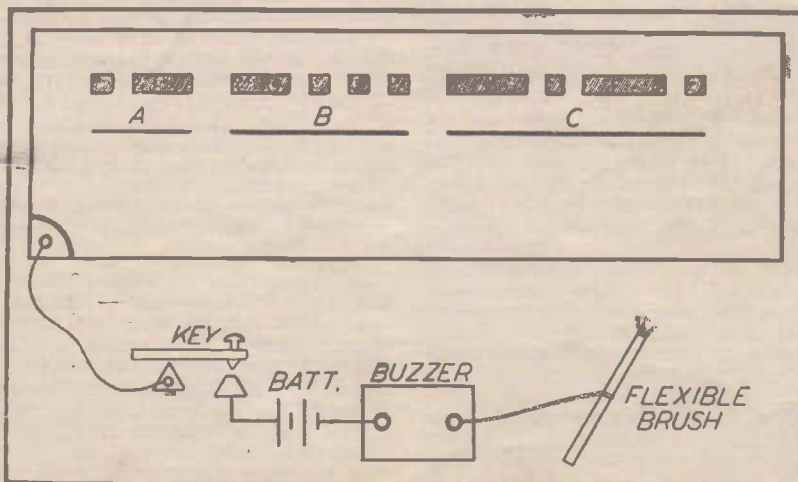 A B C
KEY
BATT.
BUZZER
FLEXIBLE
BRUSH